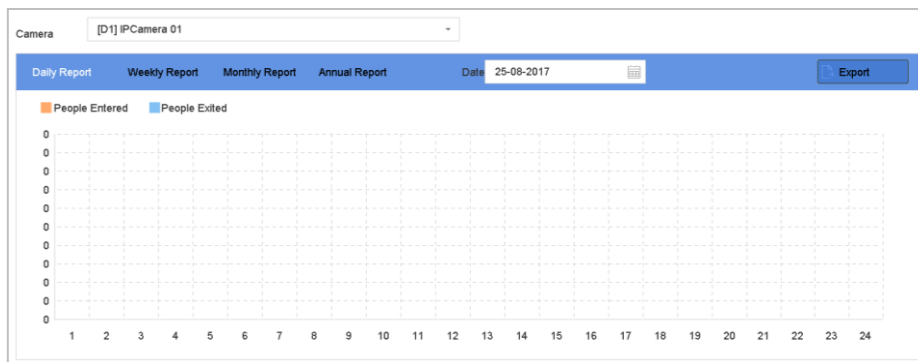 Camera [D1] IPCamera 01
Daily Report Weekly Report Monthly Report Annual Report Date 25-08-2017 Export
People Entered People Exited
0
0
0
0
0
0
0
0
0
0
0
1 2 3 4 5 6 7 8 9 10 11 12 13 14 15 16 17 18 19 20 21 22 23 24